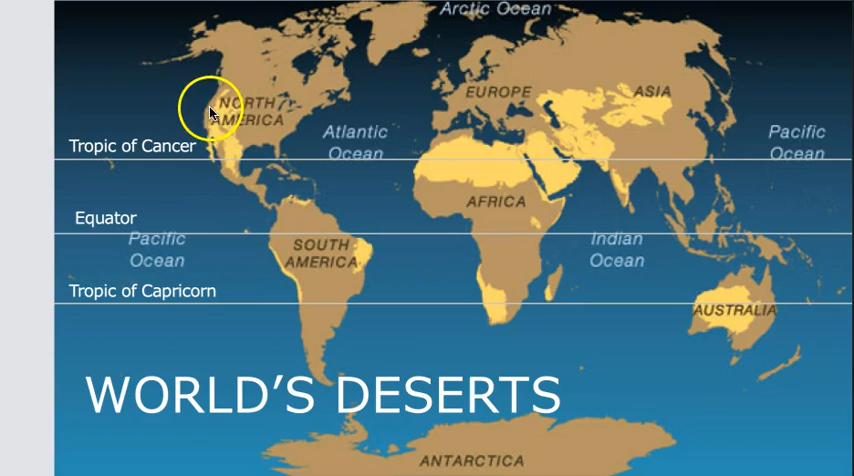 Arctic Ocean
EUROPE
ASIA
NORTH
AMERICA
Atlantic
Ocean
Pacific
Ocean
Tropic of Cancer
AFRICA
Equator
Pacific
Ocean
SOUTH
AMERICA
Indian
Ocean
Tropic of Capricorn
AUSTRALIA
WORLD'S DESERTS
ANTARCTICA